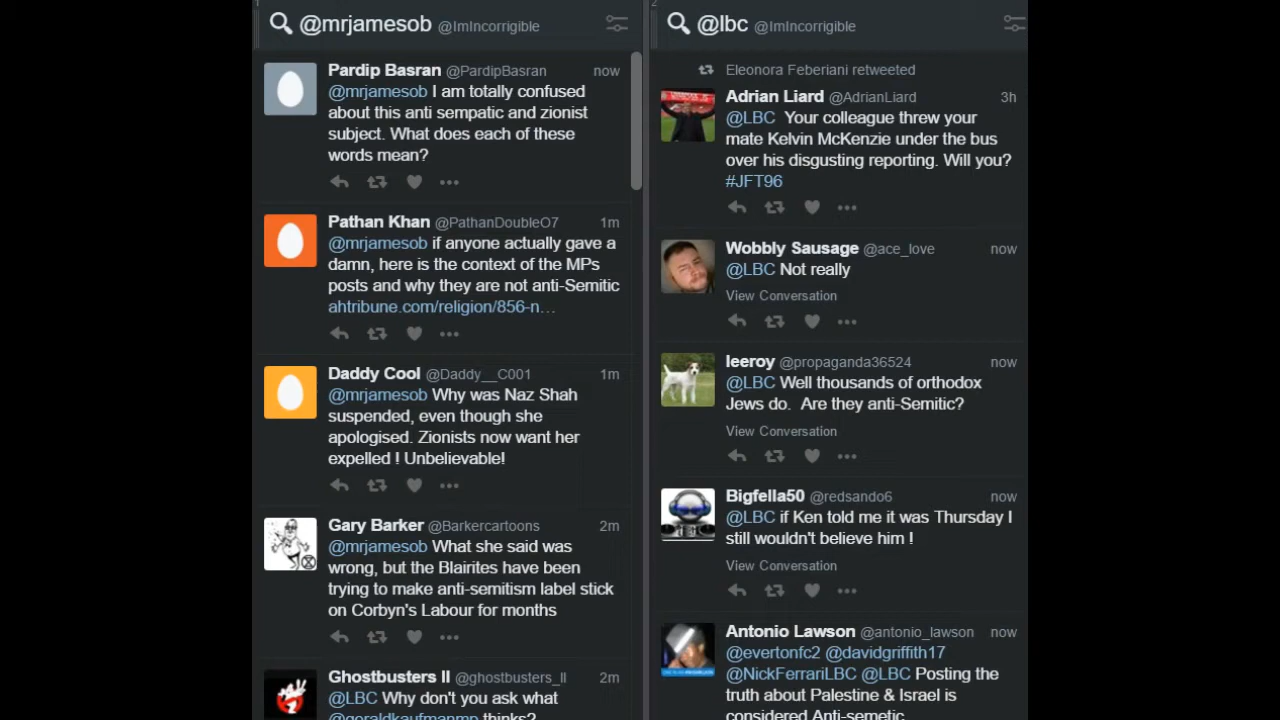 1
@mrjamesob @ImIncorrigible
Pardip Basran @PardipBasran now
@mrjamesob I am totally confused
about this anti sempatic and zionist
subject. What does each of these
words mean?
Pathan Khan @PathanDoubleO7 1m
@mrjamesob if anyone actually gave a
damn, here is the context of the MPs
posts and why they are not anti-Semitic
ahtribune.com/religion/856-n…
Daddy Cool @Daddy__C001 1m
@mrjamesob Why was Naz Shah
suspended, even though she
apologised. Zionists now want her
expelled ! Unbelievable!
Gary Barker @Barkercartoons 2m
@mrjamesob What she said was
wrong, but the Blairites have been
trying to make anti-semitism label stick
on Corbyn's Labour for months
Ghostbusters ll @ghostbusters_ll 2m
@LBC Why don't you ask what
@geraldkaufmanmp thinks?
2
@lbc @ImIncorrigible
Eleonora Feberiani retweeted
Adrian Liard @AdrianLiard 3h
@LBC Your colleague threw your
mate Kelvin McKenzie under the bus
over his disgusting reporting. Will you?
#JFT96
Wobbly Sausage @ace_love now
@LBC Not really
View Conversation
leeroy @propaganda36524 now
@LBC Well thousands of orthodox
Jews do. Are they anti-Semitic?
View Conversation
Bigfella50 @redsando6 now
@LBC if Ken told me it was Thursday I
still wouldn't believe him !
View Conversation
Antonio Lawson @antonio_lawson now
@evertonfc2 @davidgriffith17
@NickFerrariLBC @LBC Posting the
truth about Palestine & Israel is
considered Anti-semetic